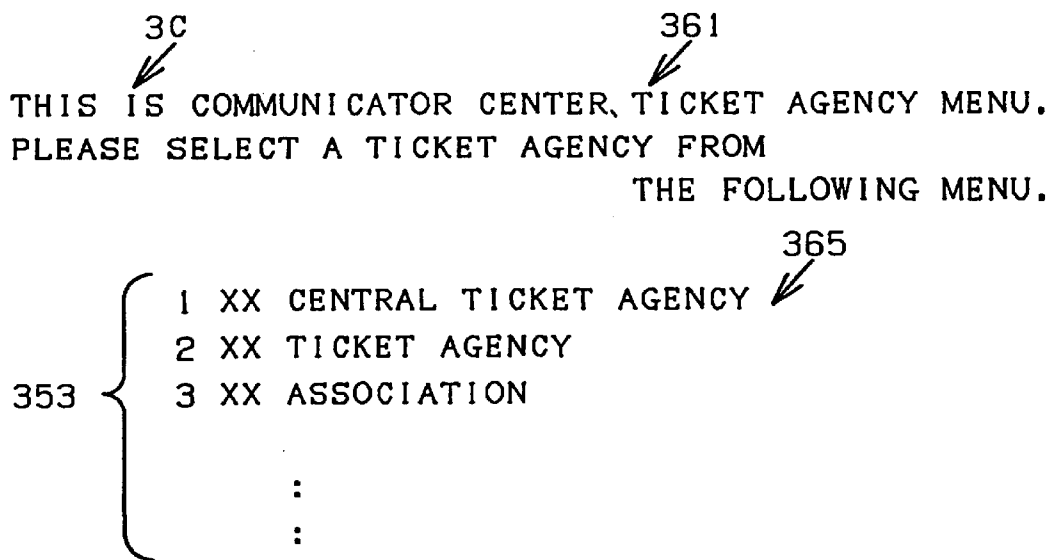 3C 361
THIS IS COMMUNICATOR CENTER、TICKET AGENCY MENU.
PLEASE SELECT A TICKET AGENCY FROM
THE FOLLOWING MENU.
365
1 XX CENTRAL TICKET AGENCY
2 XX TICKET AGENCY
353 3 XX ASSOCIATION
:
: